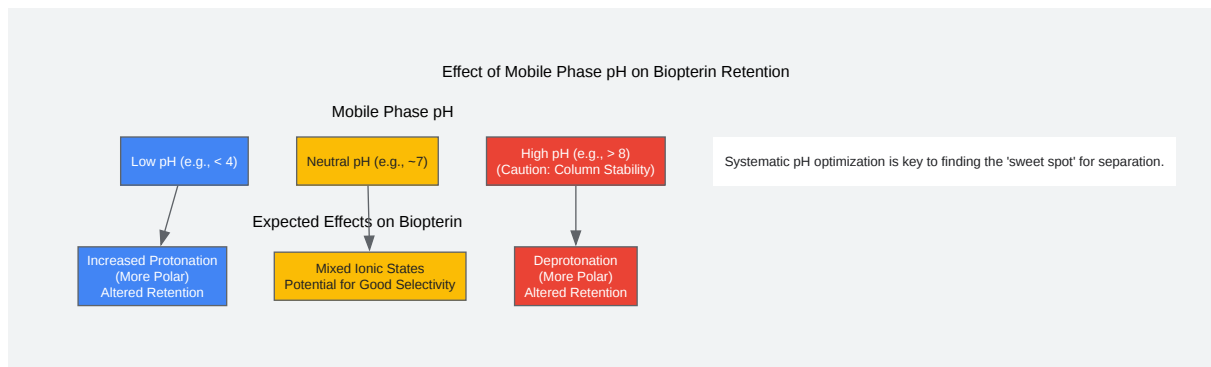 Effect of Mobile Phase pH on Biopterin Retention
Mobile Phase pH
Low pH (e.g., < 4)
Neutral pH (e.g., ~7)
High pH (e.g., > 8)
(Caution: Column Stability)
Systematic pH optimization is key to finding the 'sweet spot' for separation.
Expected Effects on Biopterin
Increased Protonation
(More Polar)
Altered Retention
Mixed Ionic States
Potential for Good Selectivity
Deprotonation
(More Polar)
Altered Retention